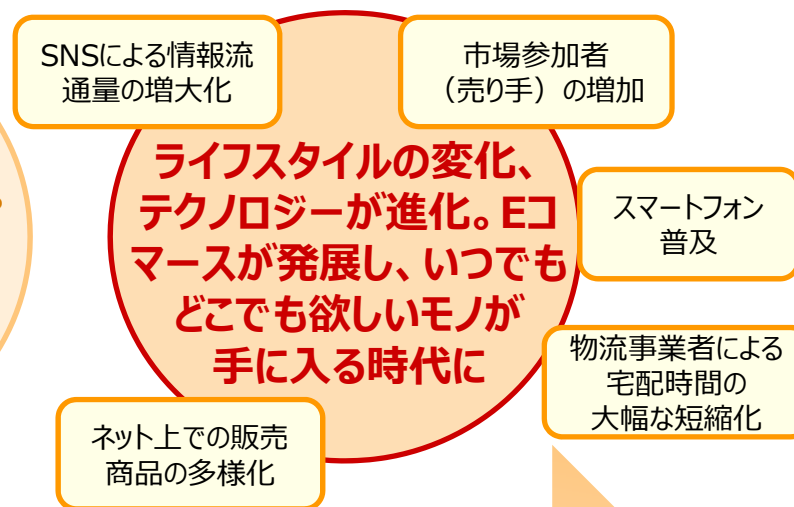 SNSによる情報流
通量の増大化
市場参加者
（売り手）の増加
ライフスタイルの変化、
テクノロジーが進化。Eコ
マースが発展し、いつでも
どこでも欲しいモノが
手に入る時代に
スマートフォン
普及
物流事業者による
宅配時間の
大幅な短縮化
ネット上での販売
商品の多様化